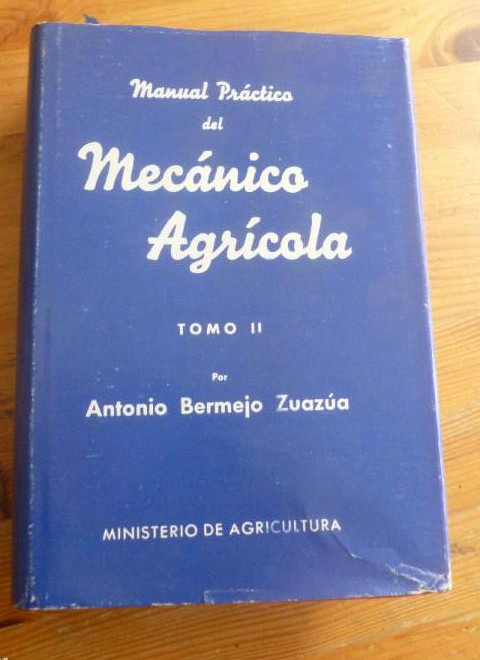 Manual Práctico
del
Mecánico
Agrícola
TOMO II
Por
Antonio Bermejo Zuazúa
MINISTERIO DE AGRICULTURA